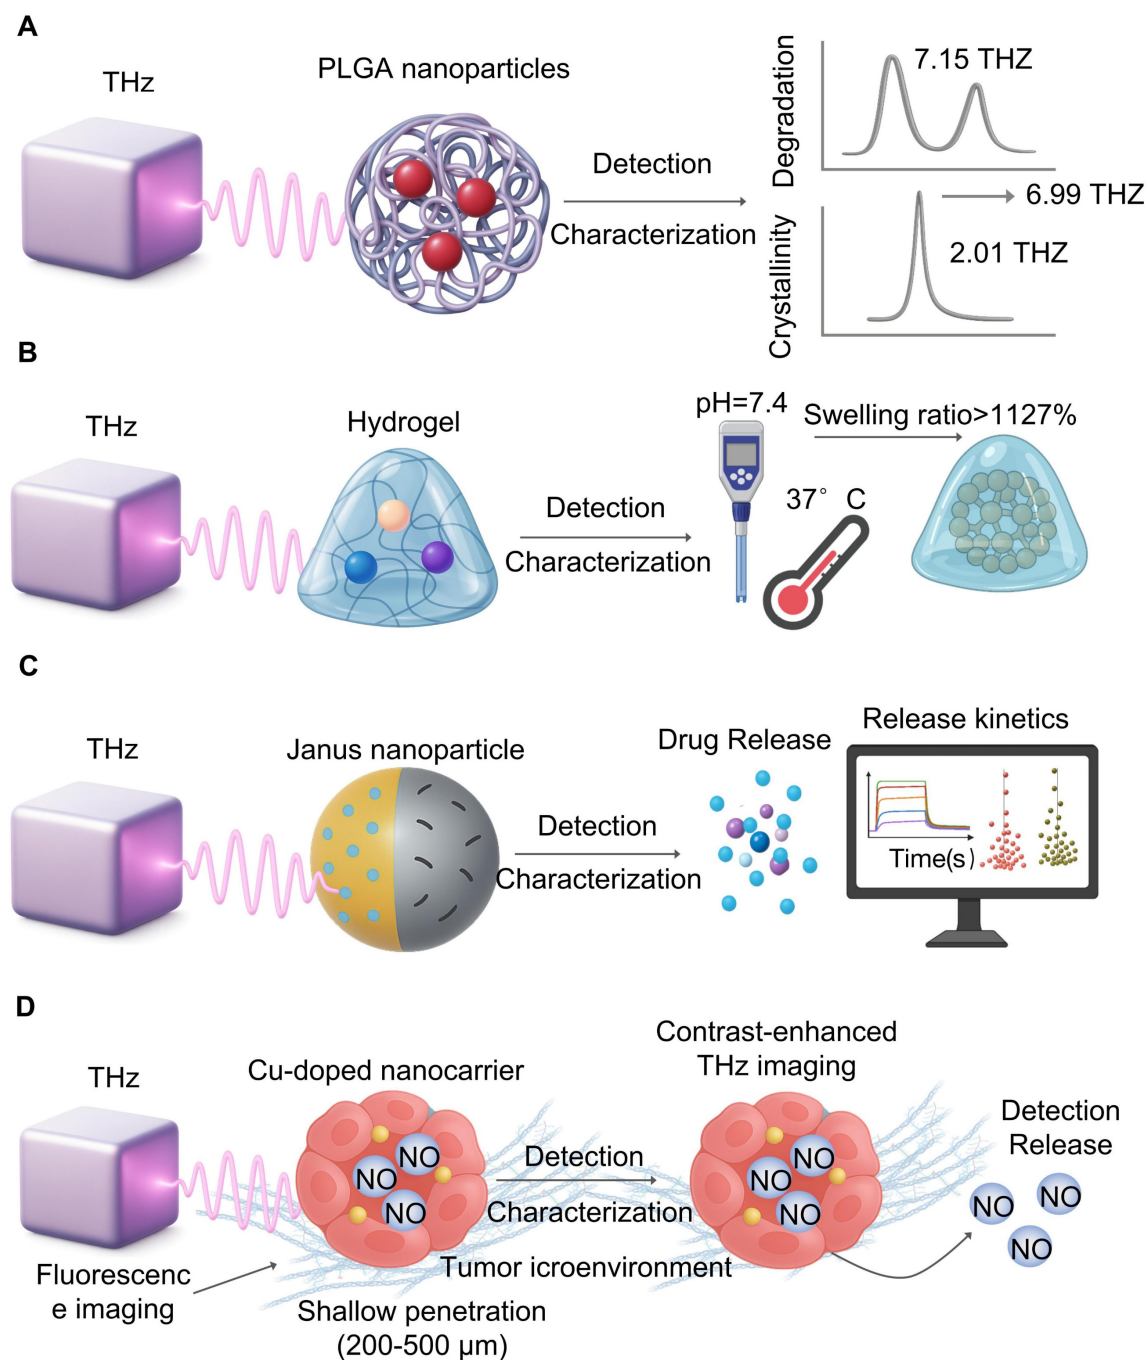 A
THz
PLGA nanoparticles
Detection
Characterization
Degradation
7.15 THZ
Crystallinity
6.99 THZ
2.01 THZ
B
THz
Hydrogel
Detection
Characterization
pH=7.4
37° C
Swelling ratio>1127%
C
THz
Janus nanoparticle
Detection
Characterization
Drug Release
Release kinetics
Time(s)
D
THz
Cu-doped nanocarrier
NO
NO
NO
Detection
Characterization
Contrast-enhanced
THz imaging
NO
NO
NO
Detection
Release
NO
NO
NO
Fluorescenc
e imaging
Tumor icroenvironment
Shallow penetration
(200-500 μm)